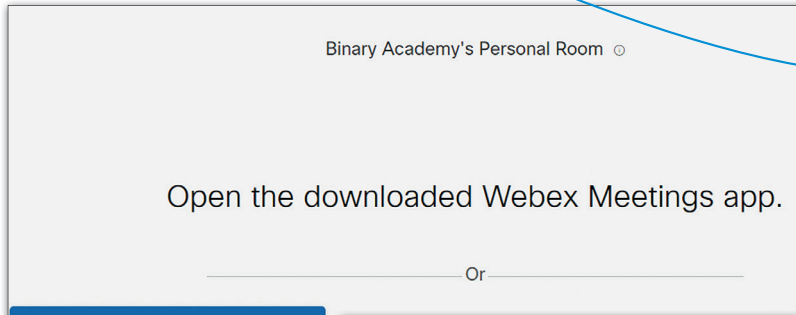 Binary Academy's Personal Room
Open the downloaded Webex Meetings app.
Or